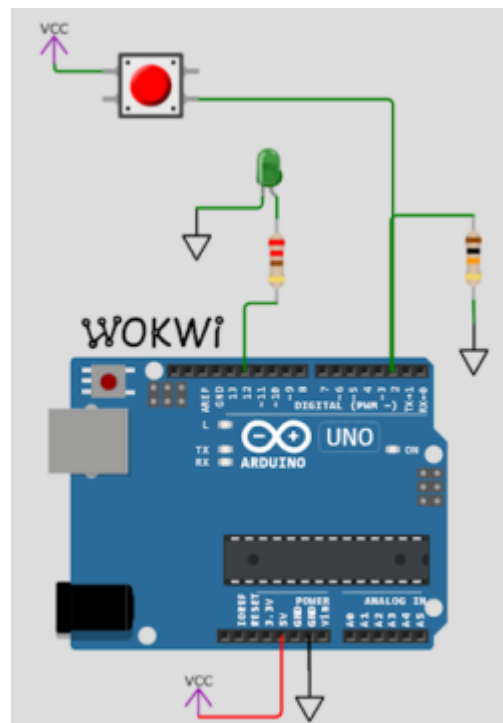 VCC
WOKWi
AREF
GND
13
12
~11
~10
~9
8
7
~6
~5
4
~3
2
TX→1
RX←0
DIGITAL (PWM ~)
L
TX
RX
ARDUINO
UNO
ON
IOREF
RESET
3.3V
5V
GND
GND
Vin
POWER
ANALOG IN
A0
A1
A2
A3
A4
A5
VCC